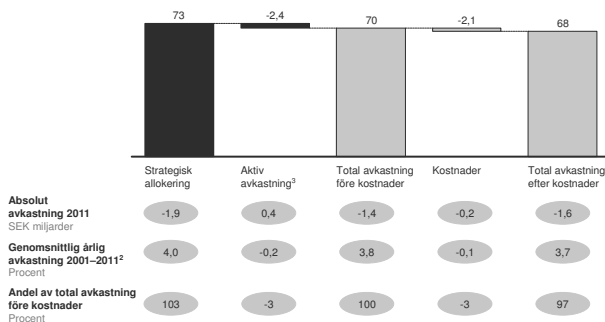 73 -2,4 70 -2,1 68
Strategisk Aktiv Total avkastning Kostnader Total avkastning
allokering avkastning³ före kostnader efter kostnader
Absolut
avkastning 2011 -1,9 0,4 -1,4 -0,2 -1,6
SEK miljarder
Genomsnittlig årlig
avkastning 2001–2011² 4,0 -0,2 3,8 -0,1 3,7
Procent
Andel av total avkastning
före kostnader 103 -3 100 -3 97
Procent